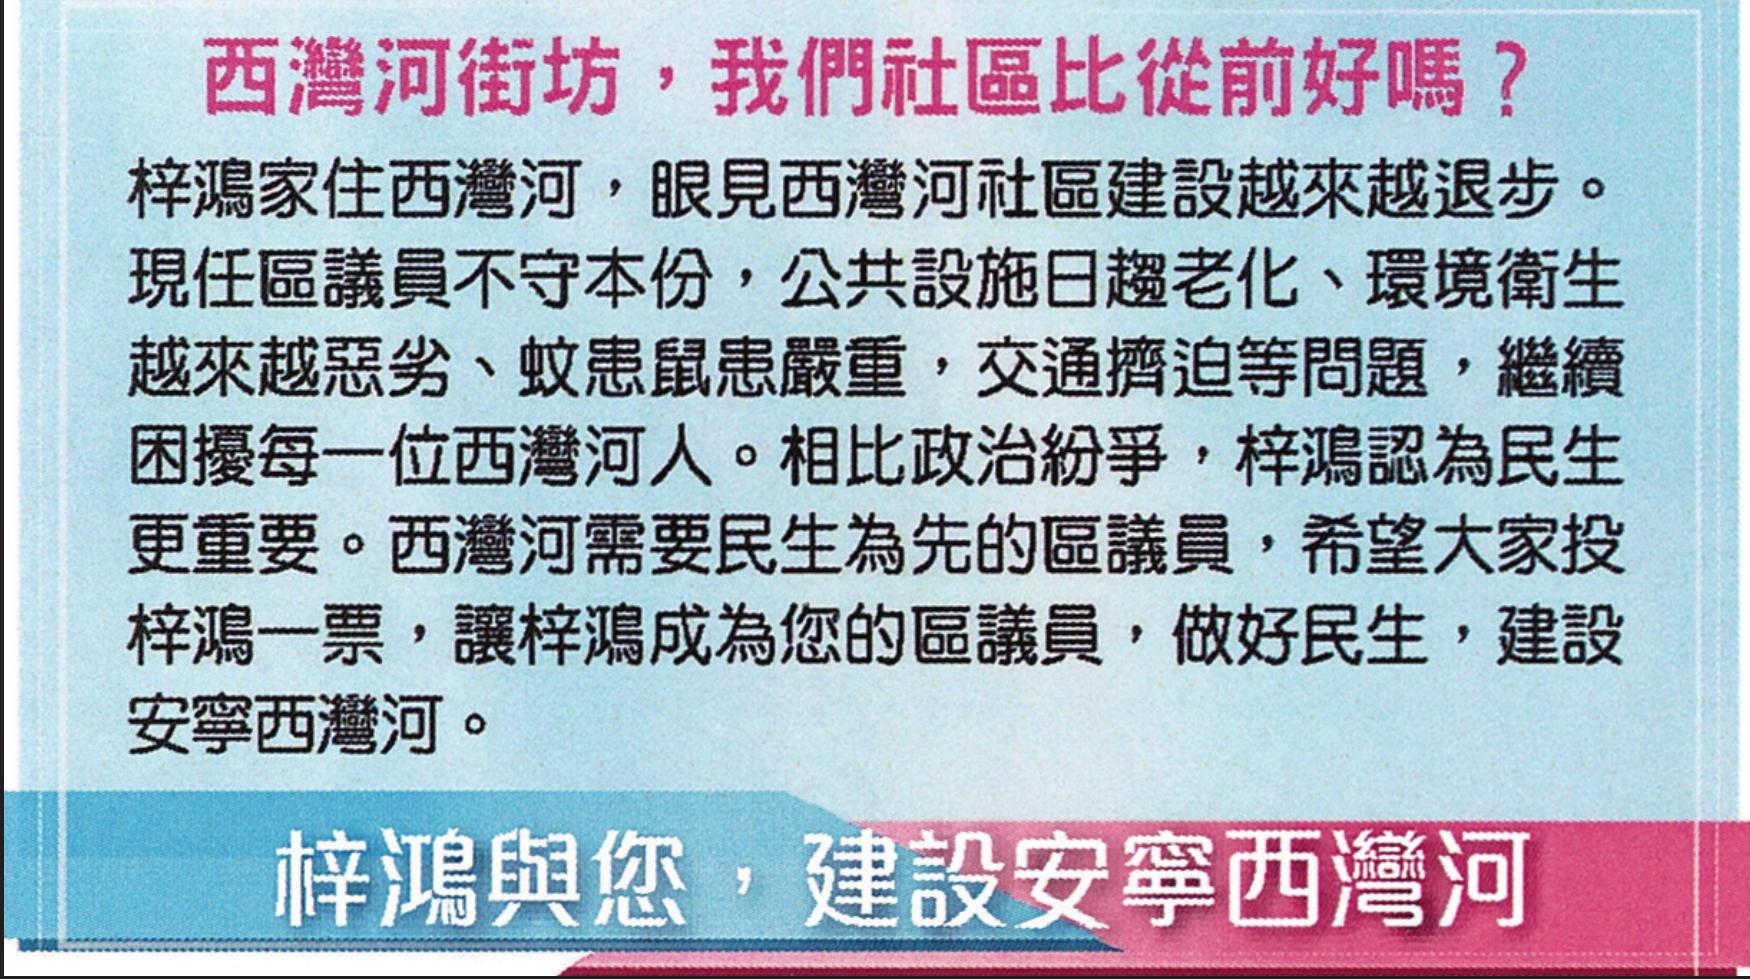 西灣河街坊，我們社區比從前好嗎？
梓鴻家住西灣河，眼見西灣河社區建設越來越退步。
現任區議員不守本份，公共設施日趨老化、環境衛生
越來越惡劣、蚊患鼠患嚴重，交通擠迫等問題，繼續
困擾每一位西灣河人。相比政治紛爭，梓鴻認為民生
更重要。西灣河需要民生為先的區議員，希望大家投
梓鴻一票，讓梓鴻成為您的區議員，做好民生，建設
安寧西灣河。
梓鴻與您，建設安寧西灣河